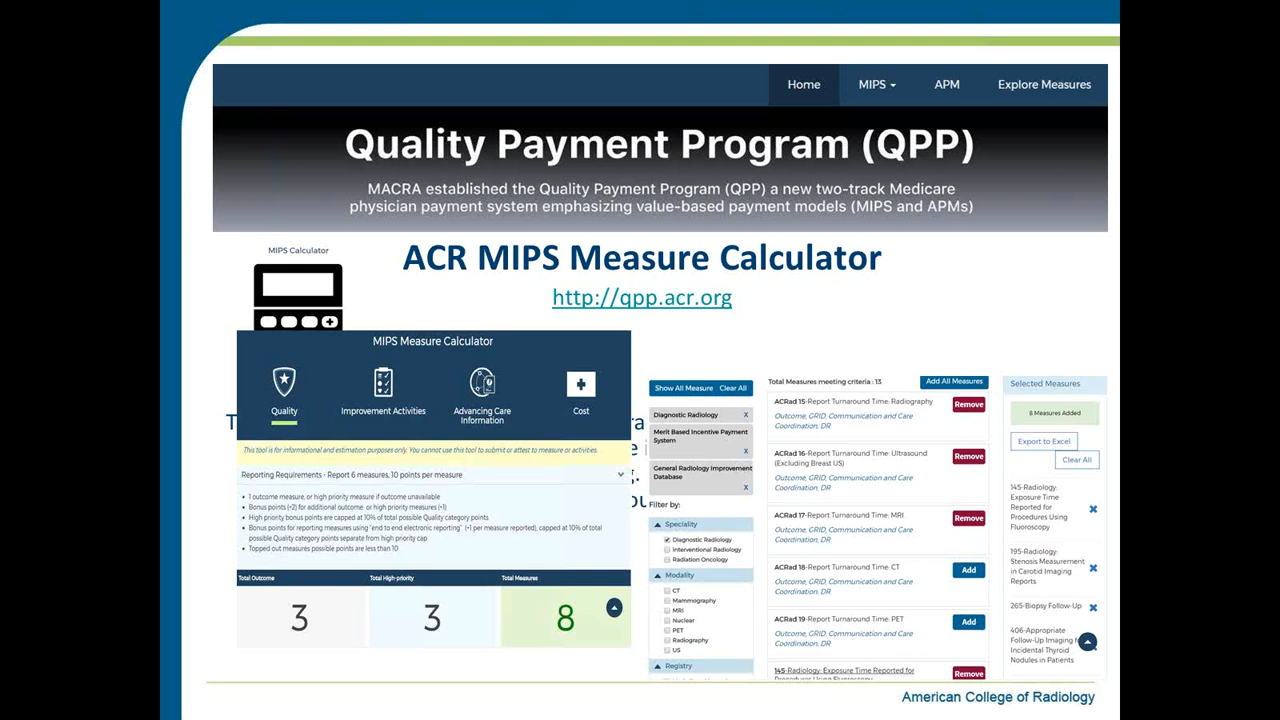 Home
MIPS
APM
Explore Measures
Quality Payment Program (QPP)
MACRA established the Quality Payment Program (QPP) a new two-track Medicare
physician payment system emphasizing value-based payment models (MIPS and APMs)
MIPS Calculator
ACR MIPS Measure Calculator
http://qpp.acr.org
MIPS Measure Calculator
Quality
Improvement Activities
Advancing Care
Information
Cost
This tool is for informational and estimation purposes only. You cannot use this tool to submit or attest to measure or activities.
Reporting Requirements - Report 6 measures, 10 points per measure
• 1 outcome measure, or high priority measure if outcome unavailable
• Bonus points (+2) for additional outcome or high priority measures (+1)
• High priority bonus points are capped at 10% of total possible Quality category points
• Bonus points for reporting measures using "end to end electronic reporting" (+1 per measure reported), capped at 10% of total
possible Quality category points separate from high priority cap
• Topped out measures possible points are less than 10
Total Outcome
Total High-priority
Total Measures
3
3
8
Show All Measure
Clear All
Diagnostic Radiology
X
Merit Based Incentive Payment
System
X
General Radiology Improvement
Database
X
Filter by:
Speciality
Diagnostic Radiology
Interventional Radiology
Radiation Oncology
Modality
CT
Mammography
MRI
Nuclear
PET
Radiography
US
Registry
Total Measures meeting criteria : 13
Add All Measures
ACRad 15-Report Turnaround Time: Radiography
Remove
Outcome, GRID, Communication and Care
Coordination, DR
ACRad 16-Report Turnaround Time: Ultrasound
(Excluding Breast US)
Remove
Outcome, GRID, Communication and Care
Coordination, DR
ACRad 17-Report Turnaround Time: MRI
Remove
Outcome, GRID, Communication and Care
Coordination, DR
ACRad 18-Report Turnaround Time: CT
Add
Outcome, GRID, Communication and Care
Coordination, DR
ACRad 19-Report Turnaround Time: PET
Add
Outcome, GRID, Communication and Care
Coordination, DR
145-Radiology: Exposure Time Reported for
Procedures Using Fluoroscopy
Remove
Selected Measures
8 Measures Added
Export to Excel
Clear All
145-Radiology:
Exposure Time
Reported for
Procedures Using
Fluoroscopy
195-Radiology:
Stenosis Measurement
in Carotid Imaging
Reports
265-Biopsy Follow-Up
406-Appropriate
Follow-Up Imaging
Incidental Thyroid
Nodules in Patients
American College of Radiology